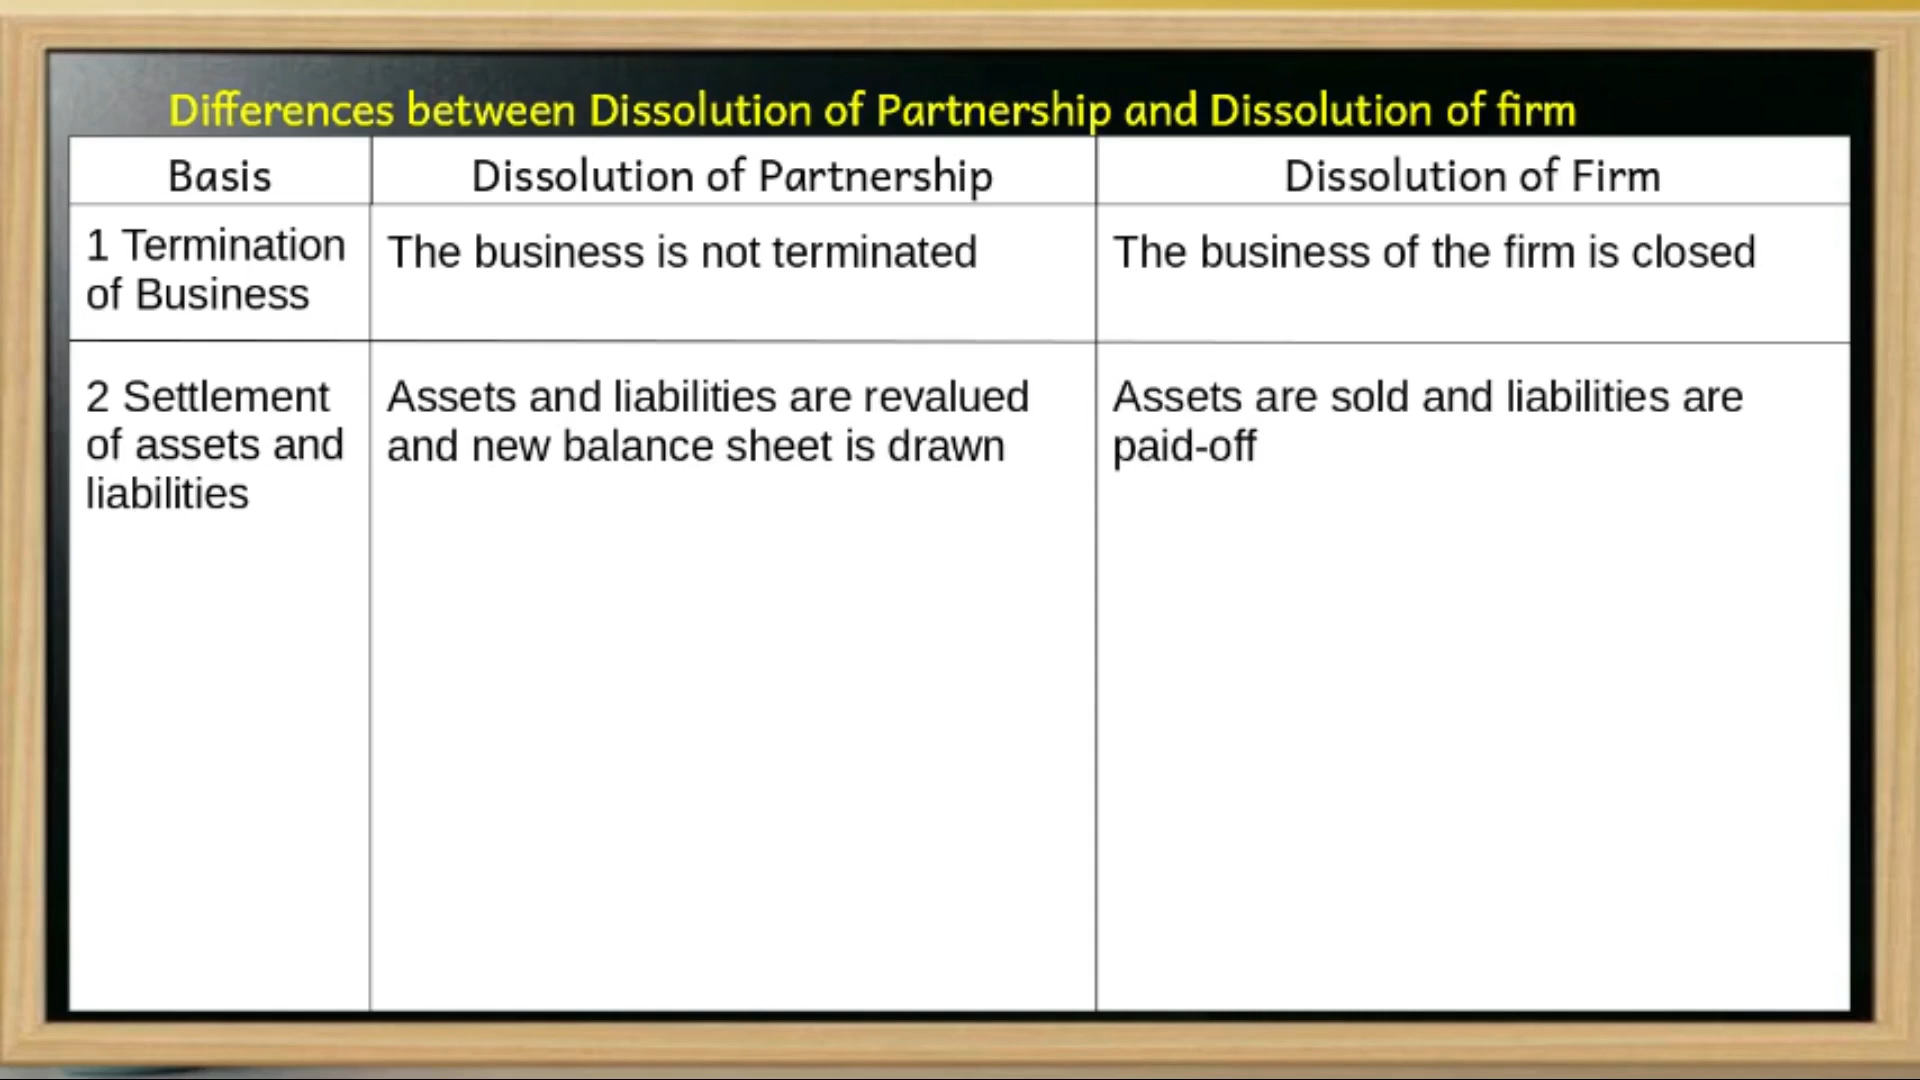 Differences between Dissolution of Partnership and Dissolution of firm
Basis
Dissolution of Partnership
Dissolution of Firm
1 Termination
of Business
The business is not terminated
The business of the firm is closed
2 Settlement
of assets and
liabilities
Assets and liabilities are revalued
and new balance sheet is drawn
Assets are sold and liabilities are
paid-off